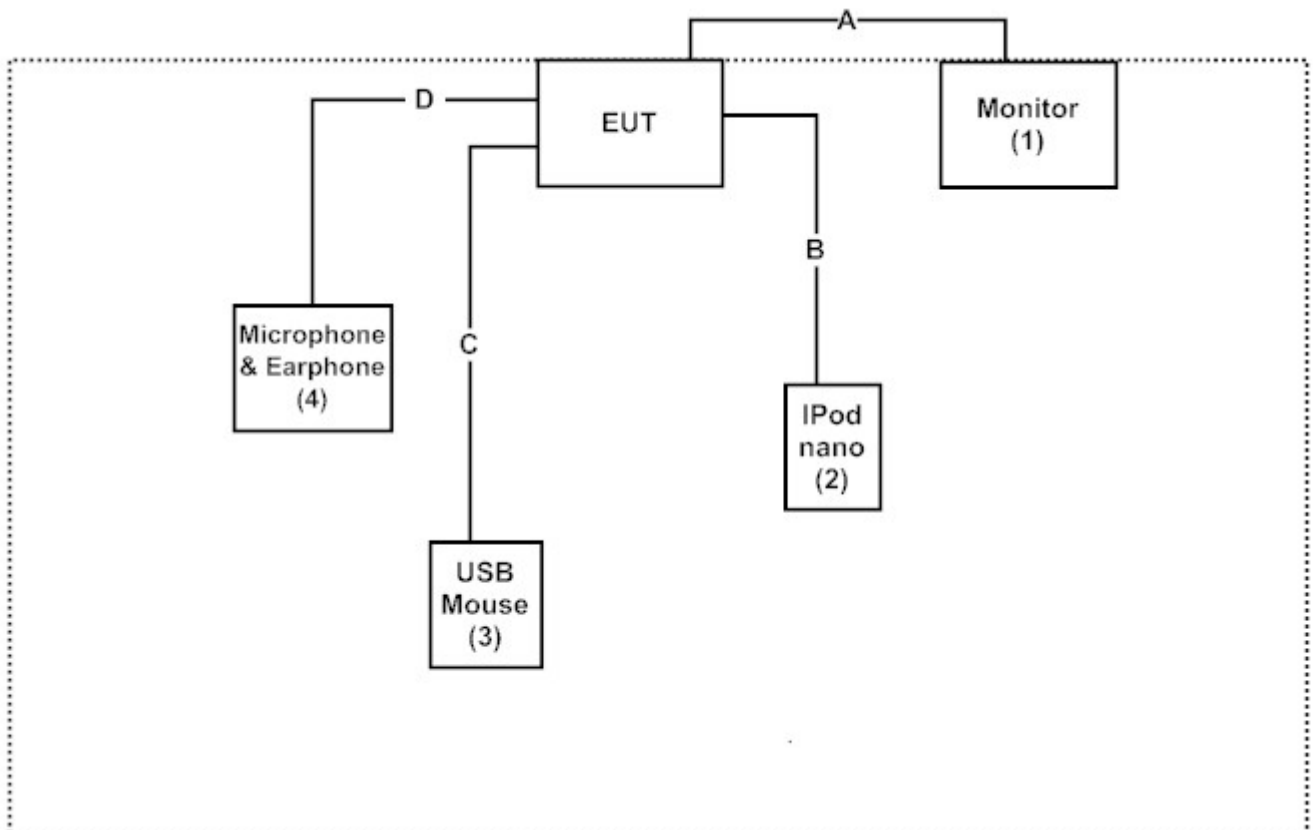 A
D
EUT
Monitor
(1)
B
Microphone
& Earphone
(4)
C
IPod
nano
(2)
USB
Mouse
(3)